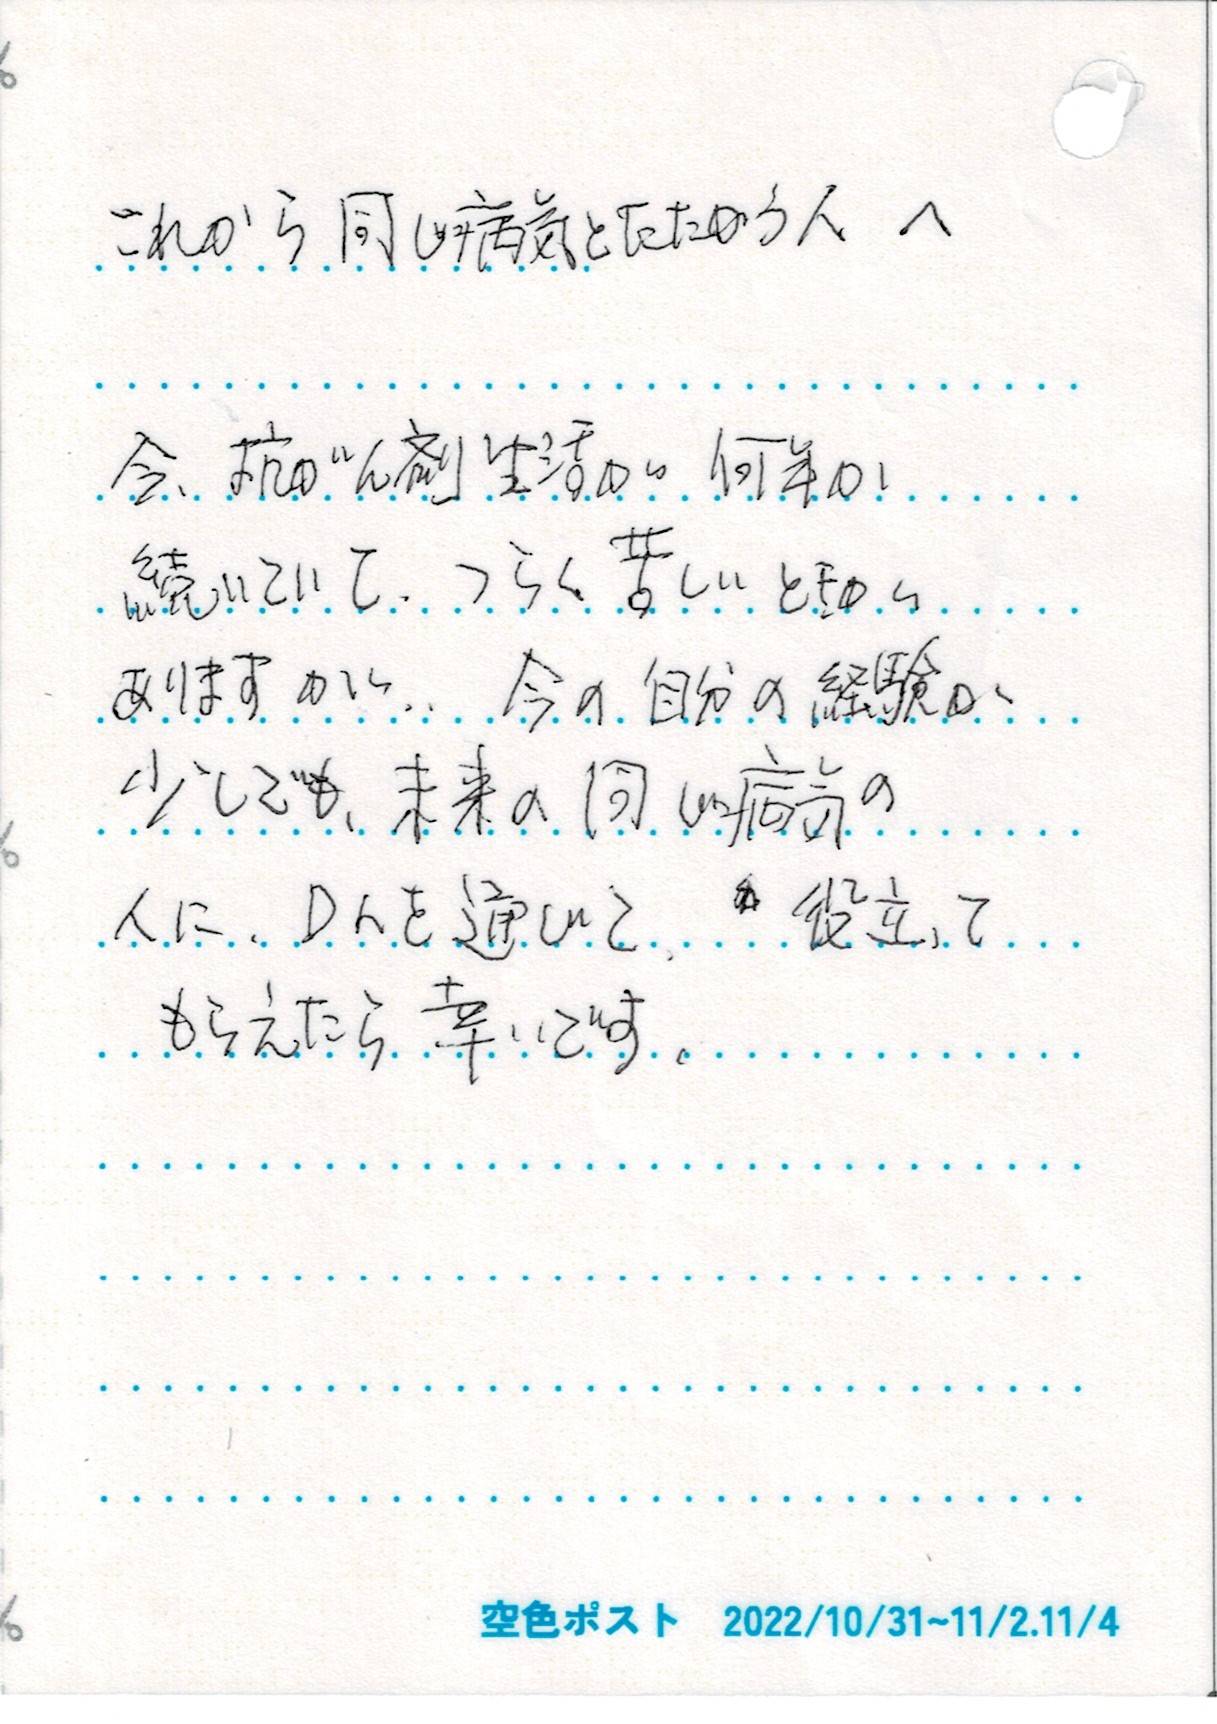 これから同じ病気とたたかう人へ
今、抗がん剤生活が何年か
続いていて、つらく苦しいときが
ありますが、、今の自分の経験が
少しでも、未来の同じ病気の
人に、Drを通じて、役立って
もらえたら幸いです。
空色ポスト 2022/10/31~11/2.11/4